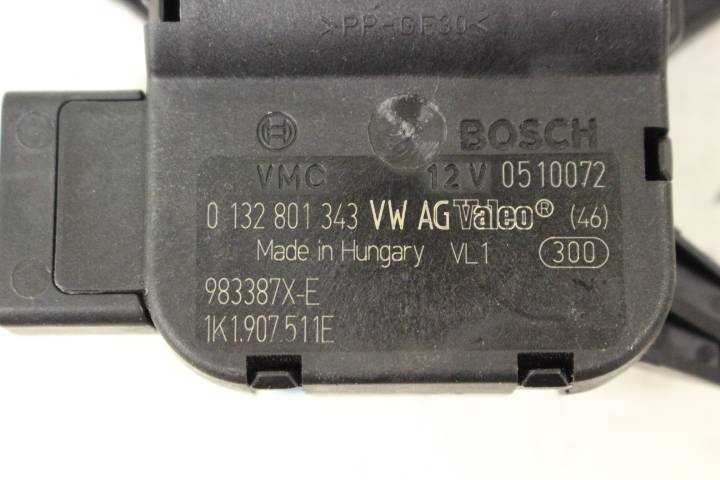 >PP-GF30<
BOSCH
VMC 12V 0510072
0 132 801 343 VW AG Valeo® (46)
Made in Hungary VL1 300
983387X-E
1K1.907.511E